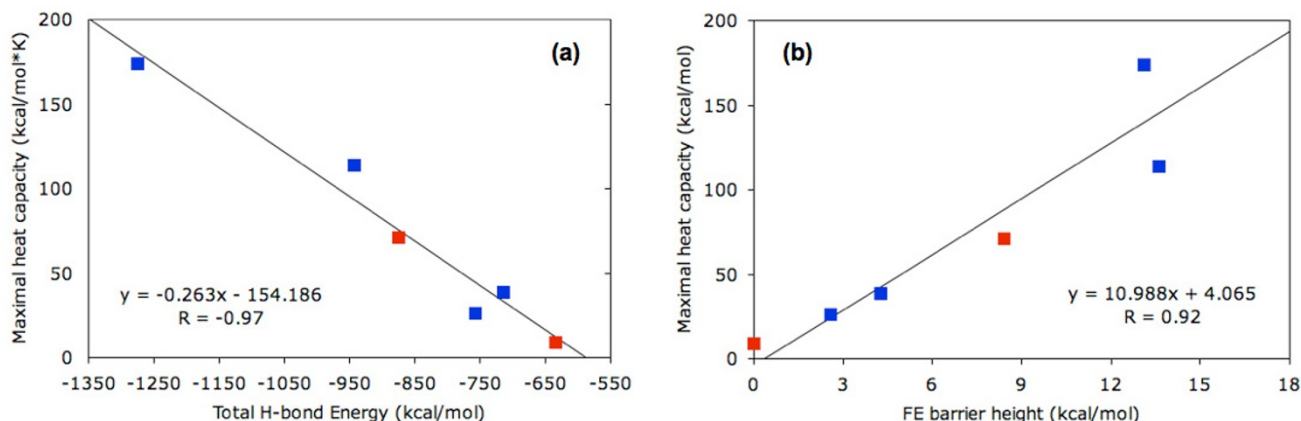 200
150
100
50
0
Maximal heat capacity (kcal/mol*K)
(a)
y = -0.263x - 154.186
R = -0.97
-1350 -1250 -1150 -1050 -950 -850 -750 -650 -550
Total H-bond Energy (kcal/mol)
200
150
100
50
0
Maximal heat capacity (kcal/mol)
(b)
y = 10.988x + 4.065
R = 0.92
0 3 6 9 12 15 18
FE barrier height (kcal/mol)